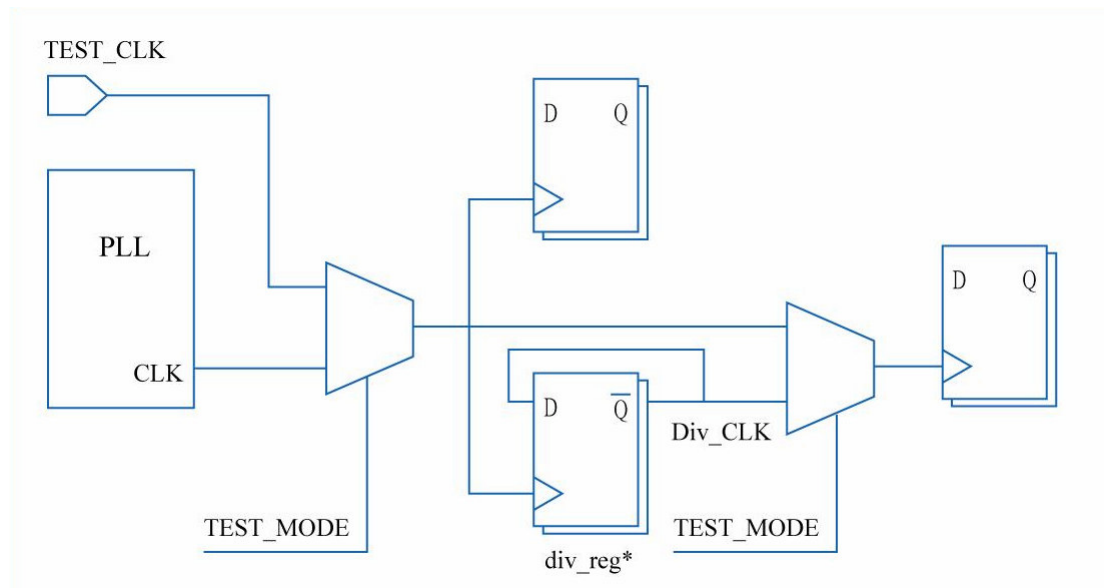 TEST_CLK
D Q
PLL
D Q
CLK
D Q̅
Div_CLK
TEST_MODE
TEST_MODE
div_reg*